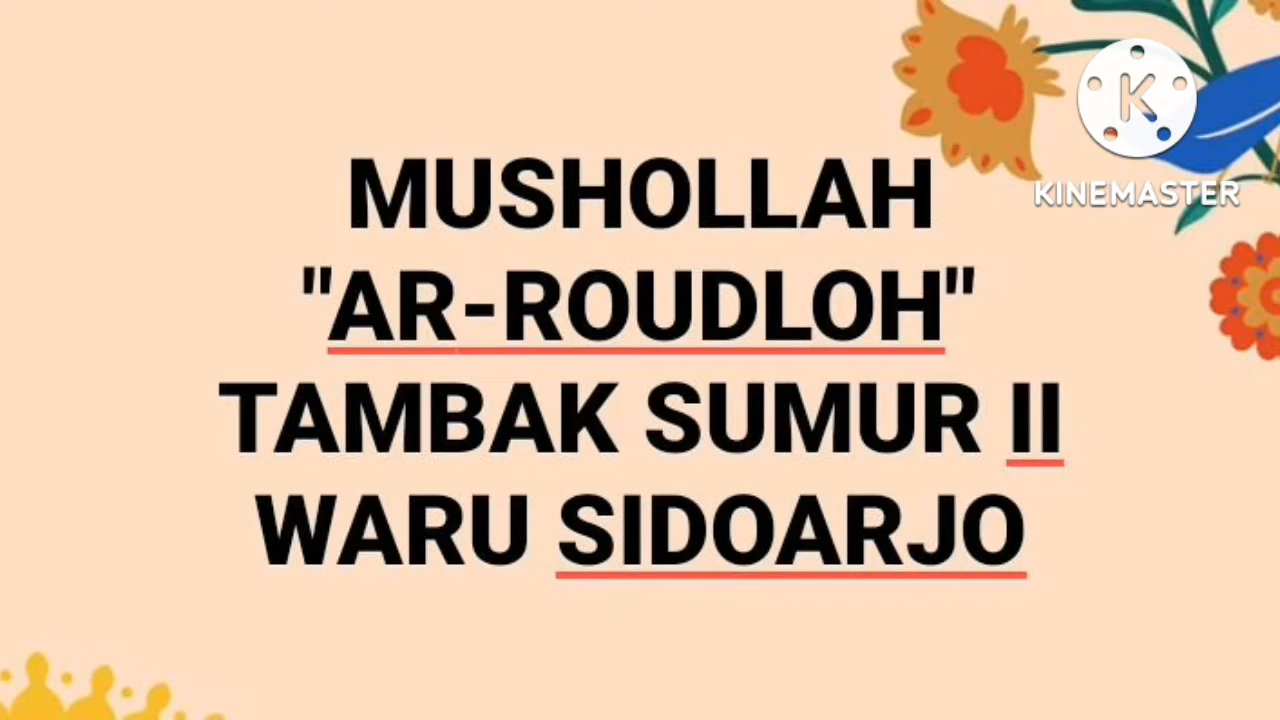 MUSHOLLAH
"AR-ROUDLOH"
TAMBAK SUMUR II
WARU SIDOARJO
K
KINEMASTER